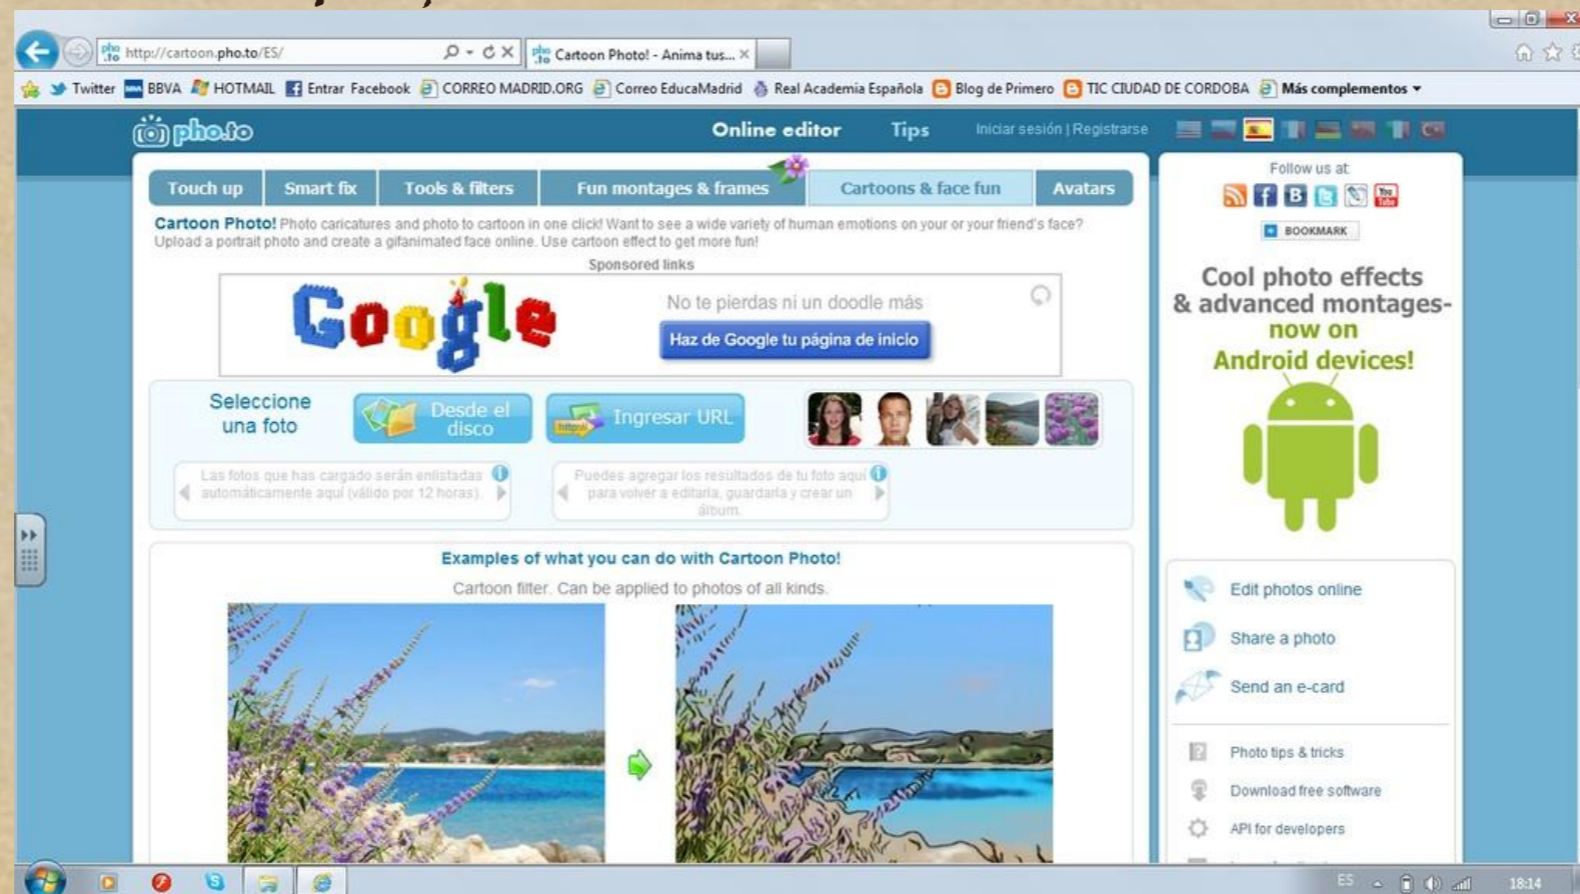 http://cartoon.pho.to/ES/
Cartoon Photo! - Anima tus...
Twitter BBVA HOTMAIL Entrar Facebook CORREO MADRID.ORG Correo EducaMadrid Real Academia Española Blog de Primero TIC CIUDAD DE CORDOBA Más complementos
pho.to Online editor Tips Iniciar sesión | Registrarse
Touch up Smart fix Tools & filters Fun montages & frames Cartoons & face fun Avatars
Cartoon Photo! Photo caricatures and photo to cartoon in one click! Want to see a wide variety of human emotions on your or your friend's face?
Upload a portrait photo and create a gifanimated face online. Use cartoon effect to get more fun!
Sponsored links
Google
No te pierdas ni un doodle más
Haz de Google tu página de inicio
Seleccione
una foto
Desde el
disco
Ingresar URL
Las fotos que has cargado serán enlistadas
automáticamente aquí (válido por 12 horas).
Puedes agregar los resultados de tu foto aquí
para volver a editarla, guardarla y crear un
álbum.
Examples of what you can do with Cartoon Photo!
Cartoon filter. Can be applied to photos of all kinds.
Follow us at:
You
Tube
BOOKMARK
Cool photo effects
& advanced montages-
now on
Android devices!
Edit photos online
Share a photo
Send an e-card
Photo tips & tricks
Download free software
API for developers
ES
18:14